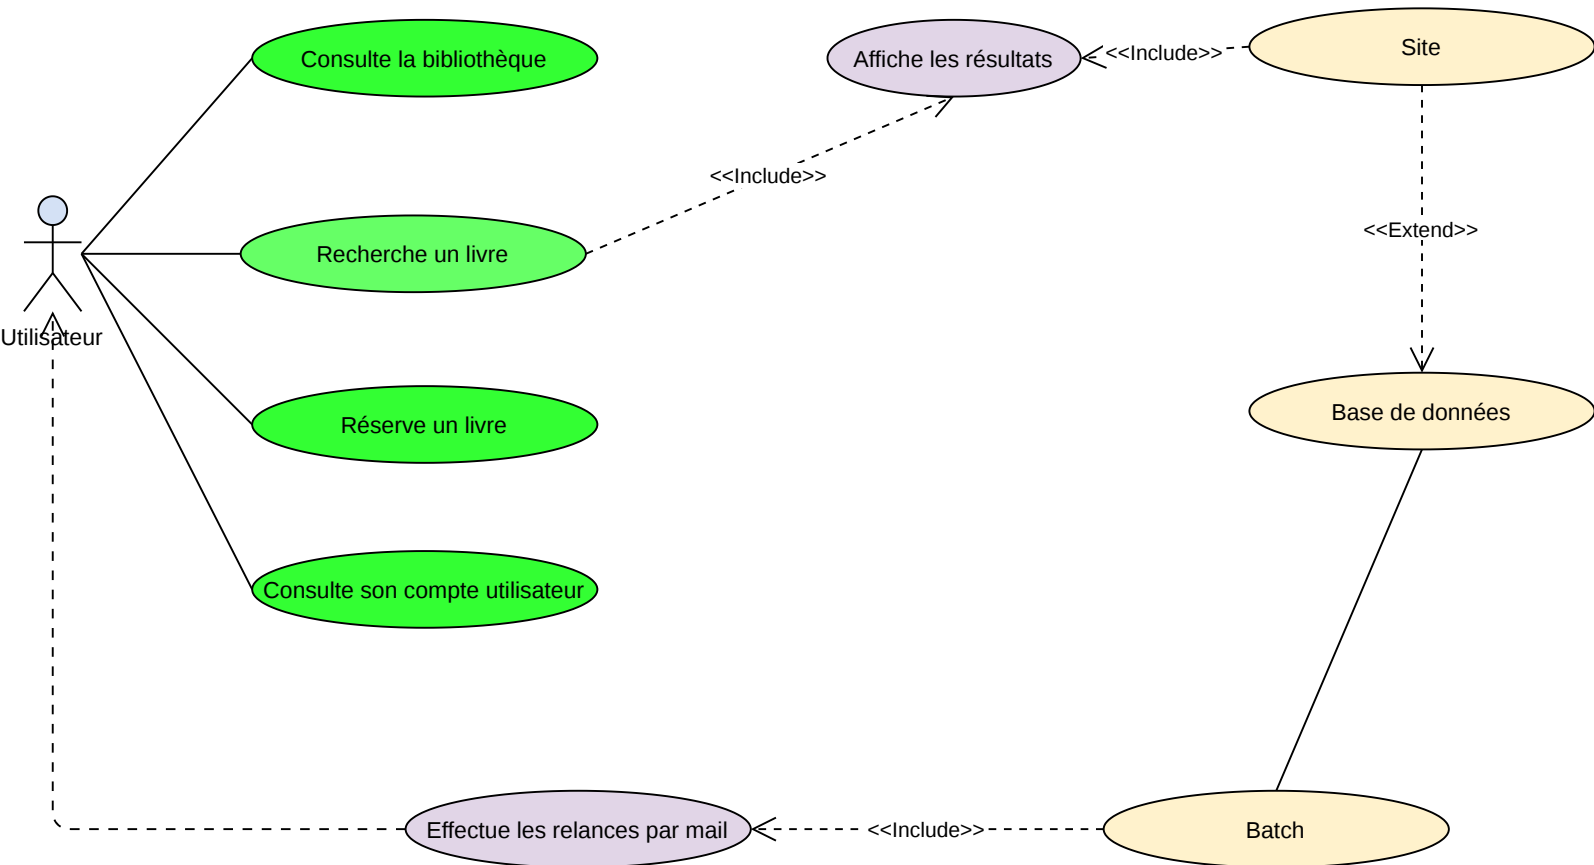 Consulte la bibliothèque
Affiche les résultats
<<Include>>
Site
<<Include>>
Recherche un livre
<<Extend>>
Utilisateur
Réserve un livre
Base de données
Consulte son compte utilisateur
Effectue les relances par mail
<<Include>>
Batch